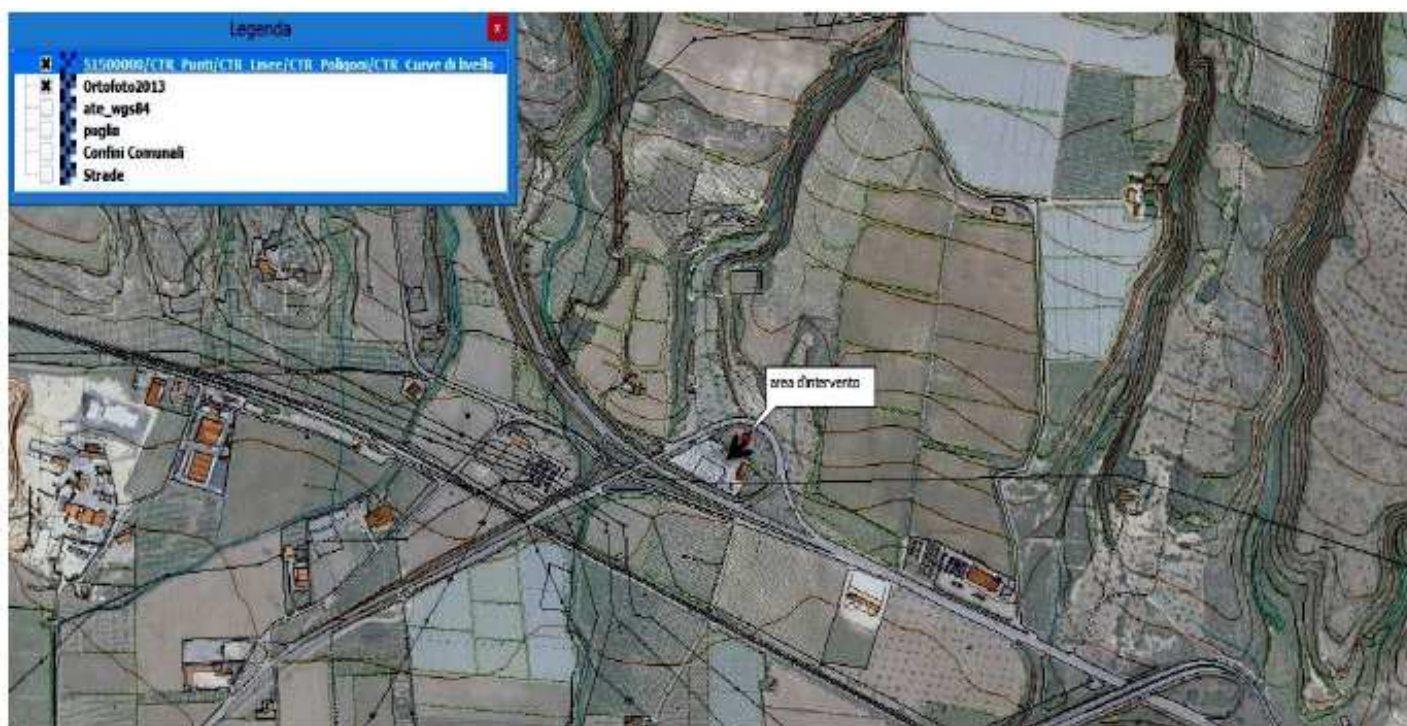 Legenda
x
51500000/CTR_Punti/CTR_Linee/CTR_Poligoni/CTR_Curve di livello
Ortofoto2013
ate_wgs84
puglia
Confini Comunali
Strade
area d'intervento